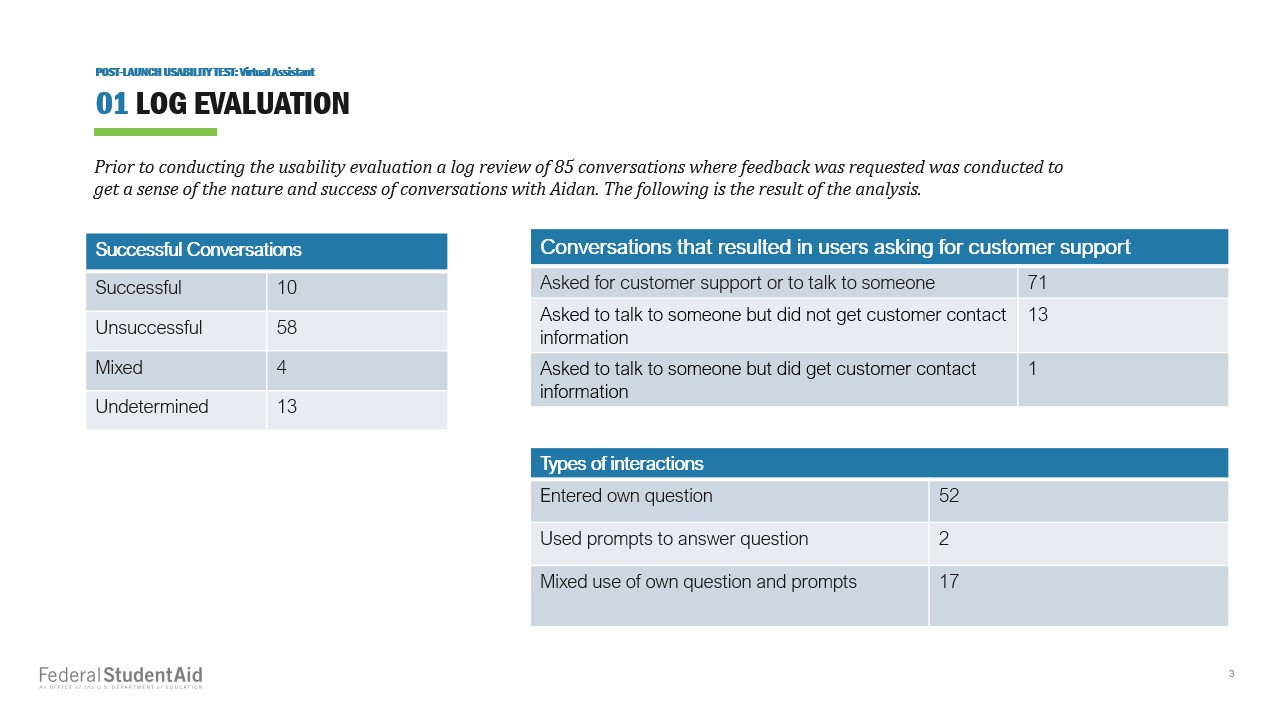 POST-LAUNCH USABILITY TEST: Virtual Assistant
01 LOG EVALUATION
Prior to conducting the usability evaluation a log review of 85 conversations where feedback was requested was conducted to
get a sense of the nature and success of conversations with Aidan. The following is the result of the analysis.
Successful Conversations
Successful 10
Unsuccessful 58
Mixed 4
Undetermined 13
Conversations that resulted in users asking for customer support
Asked for customer support or to talk to someone 71
Asked to talk to someone but did not get customer contact 13
information
Asked to talk to someone but did get customer contact 1
information
Types of interactions
Entered own question 52
Used prompts to answer question 2
Mixed use of own question and prompts 17
Federal StudentAid
An OFFICE of the U.S. DEPARTMENT of EDUCATION
3